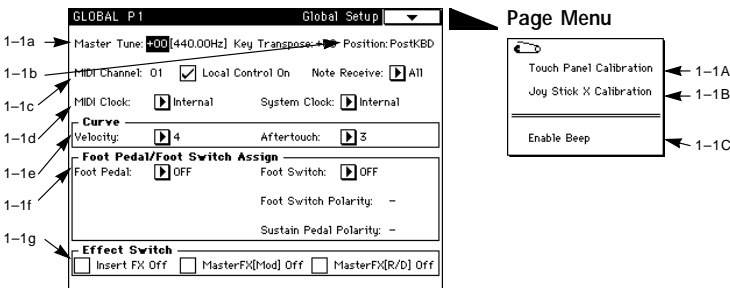 GLOBAL P1 Global Setup
Page Menu
1–1a Master Tune: +00 [440.00Hz] Key Transpose: Position: PostKBD
1–1b
MIDI Channel: 01 Local Control On Note Receive: All
1–1c
MIDI Clock: Internal System Clock: Internal
1–1d
Curve
Velocity: 4 Aftertouch: 3
1–1e
Foot Pedal/Foot Switch Assign
Foot Pedal: OFF Foot Switch: OFF
1–1f
Foot Switch Polarity: –
Sustain Pedal Polarity: –
1–1g
Effect Switch
Insert FX Off MasterFX[Mod] Off MasterFX[R/D] Off
Touch Panel Calibration 1–1A
Joy Stick X Calibration 1–1B
Enable Beep 1–1C